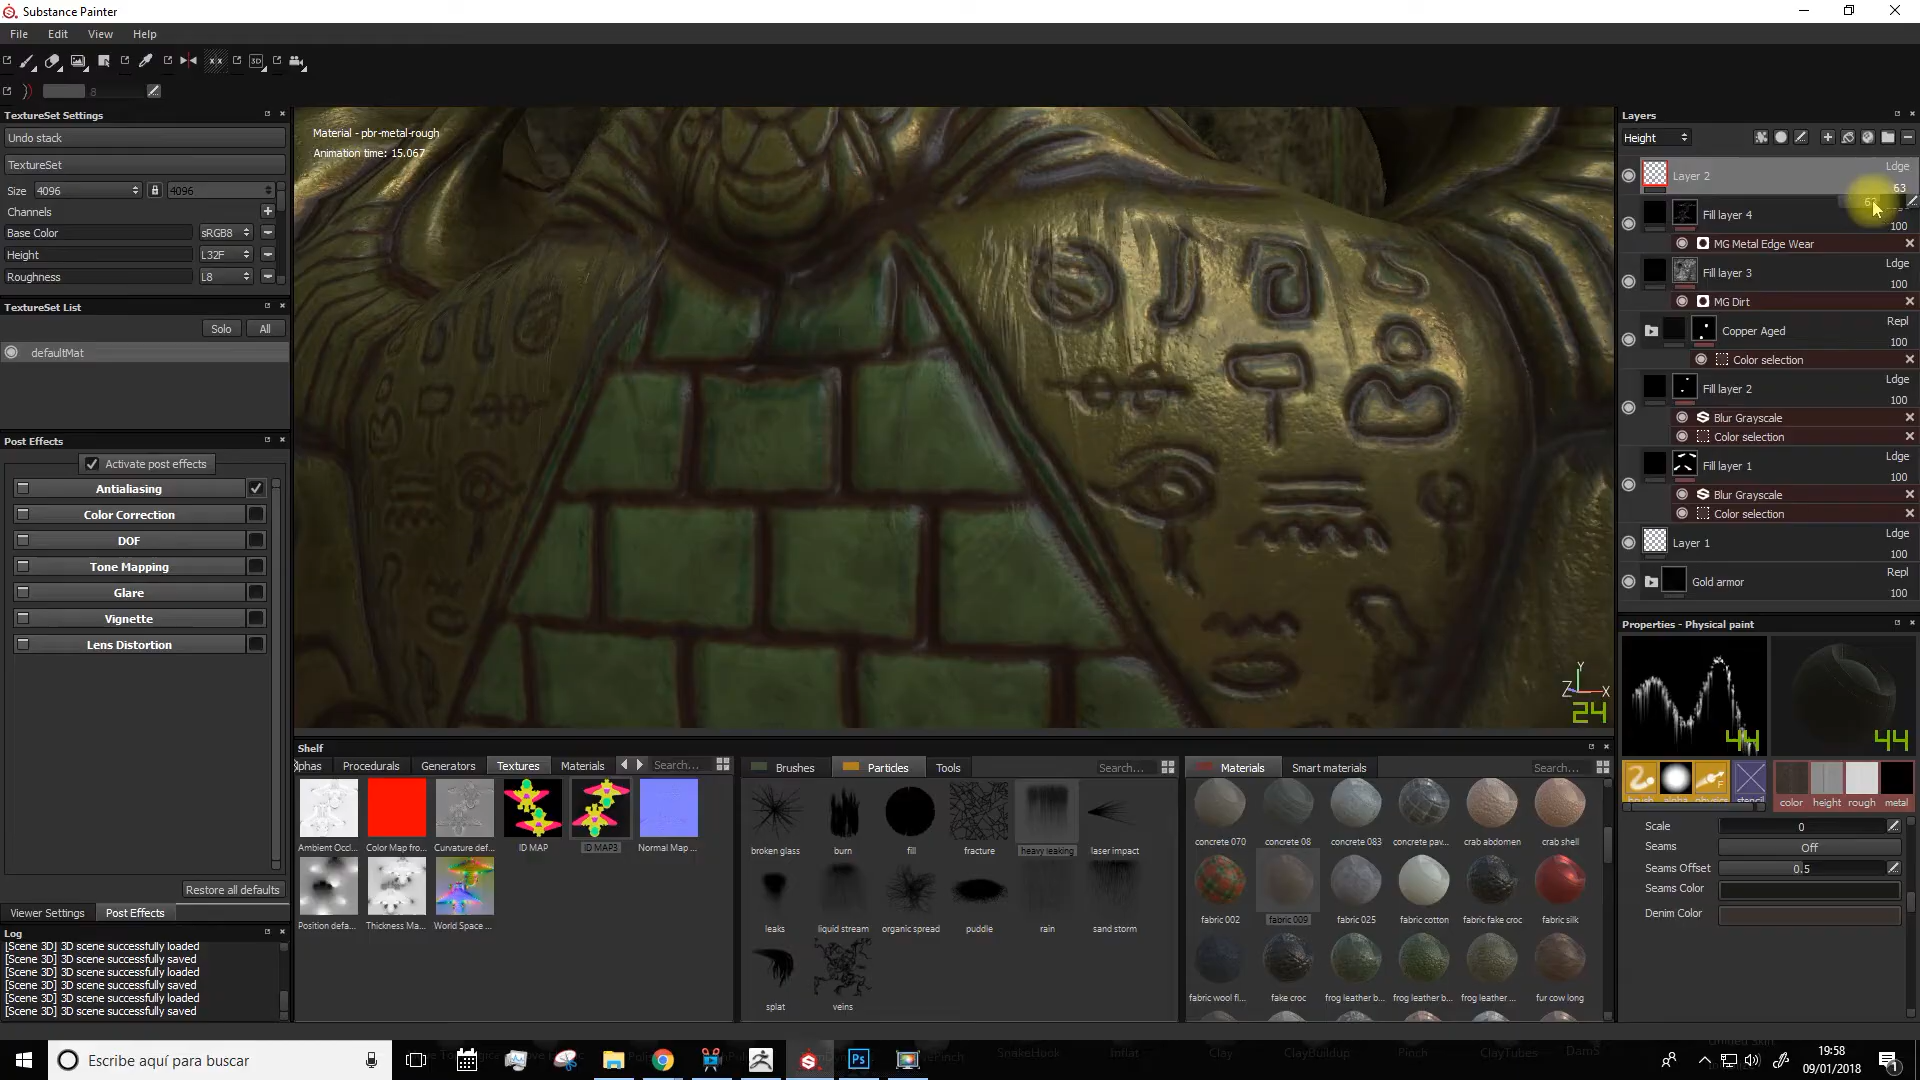 Substance Painter
File Edit View Help
8
TextureSet Settings
Undo stack
TextureSet
Size 4096 4096
Channels
Base Color sRGB8
Height L32F
Roughness L8
TextureSet List
Solo All
defaultMat
Post Effects
Activate post effects
Antialiasing
Color Correction
DOF
Tone Mapping
Glare
Vignette
Lens Distortion
Restore all defaults
Viewer Settings Post Effects
Log
[Scene 3D] 3D scene successfully loaded
[Scene 3D] 3D scene successfully saved
[Scene 3D] 3D scene successfully loaded
[Scene 3D] 3D scene successfully saved
[Scene 3D] 3D scene successfully loaded
[Scene 3D] 3D scene successfully saved
Material - pbr-metal-rough
Animation time: 15.067
Y
Z X
24
Shelf
phas Procedurals Generators Textures Materials Search...
Ambient Occl... Color Map fro... Curvature def... ID MAP ID MAP3 Normal Map ...
Position defa... Thickness Ma... World Space ...
Brushes Particles Tools Search...
broken glass burn fill fracture heavy leaking laser impact
leaks liquid stream organic spread puddle rain sand storm
splat veins
Materials Smart materials Search...
concrete 070 concrete 08 concrete 083 concrete pav... crab abdomen crab shell
fabric 002 fabric 009 fabric 025 fabric cotton fabric fake croc fabric silk
fabric wool fi... fake croc frog leather b... frog leather b... frog leather ... fur cow long
Layers
Height
Layer 2 Ldge
63
Fill layer 4
100
MG Metal Edge Wear
Fill layer 3 Ldge
100
MG Dirt
Copper Aged Repl
100
Color selection
Fill layer 2 Ldge
100
Blur Grayscale
Color selection
Fill layer 1 Ldge
100
Blur Grayscale
Color selection
Layer 1 Ldge
100
Gold armor Repl
100
Properties - Physical paint
44 44
brush alpha physics stencil color height rough metal
Scale 0
Seams Off
Seams Offset 0.5
Seams Color
Denim Color
Escribe aquí para buscar
19:58
09/01/2018
1